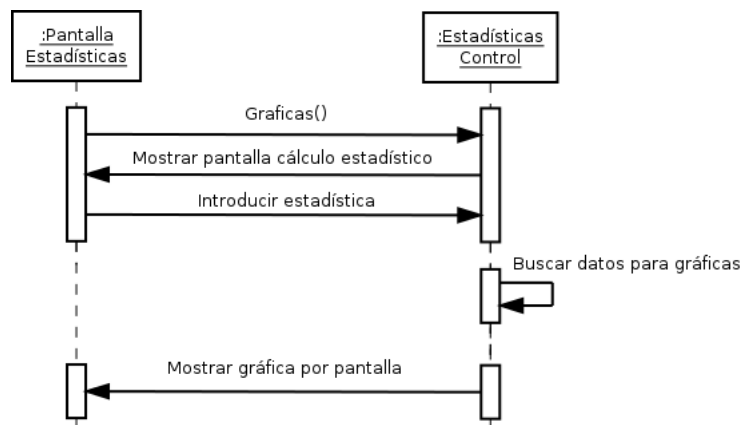 :Pantalla
Estadísticas
:Estadísticas
Control
Graficas()
Mostrar pantalla cálculo estadístico
Introducir estadística
Buscar datos para gráficas
Mostrar gráfica por pantalla